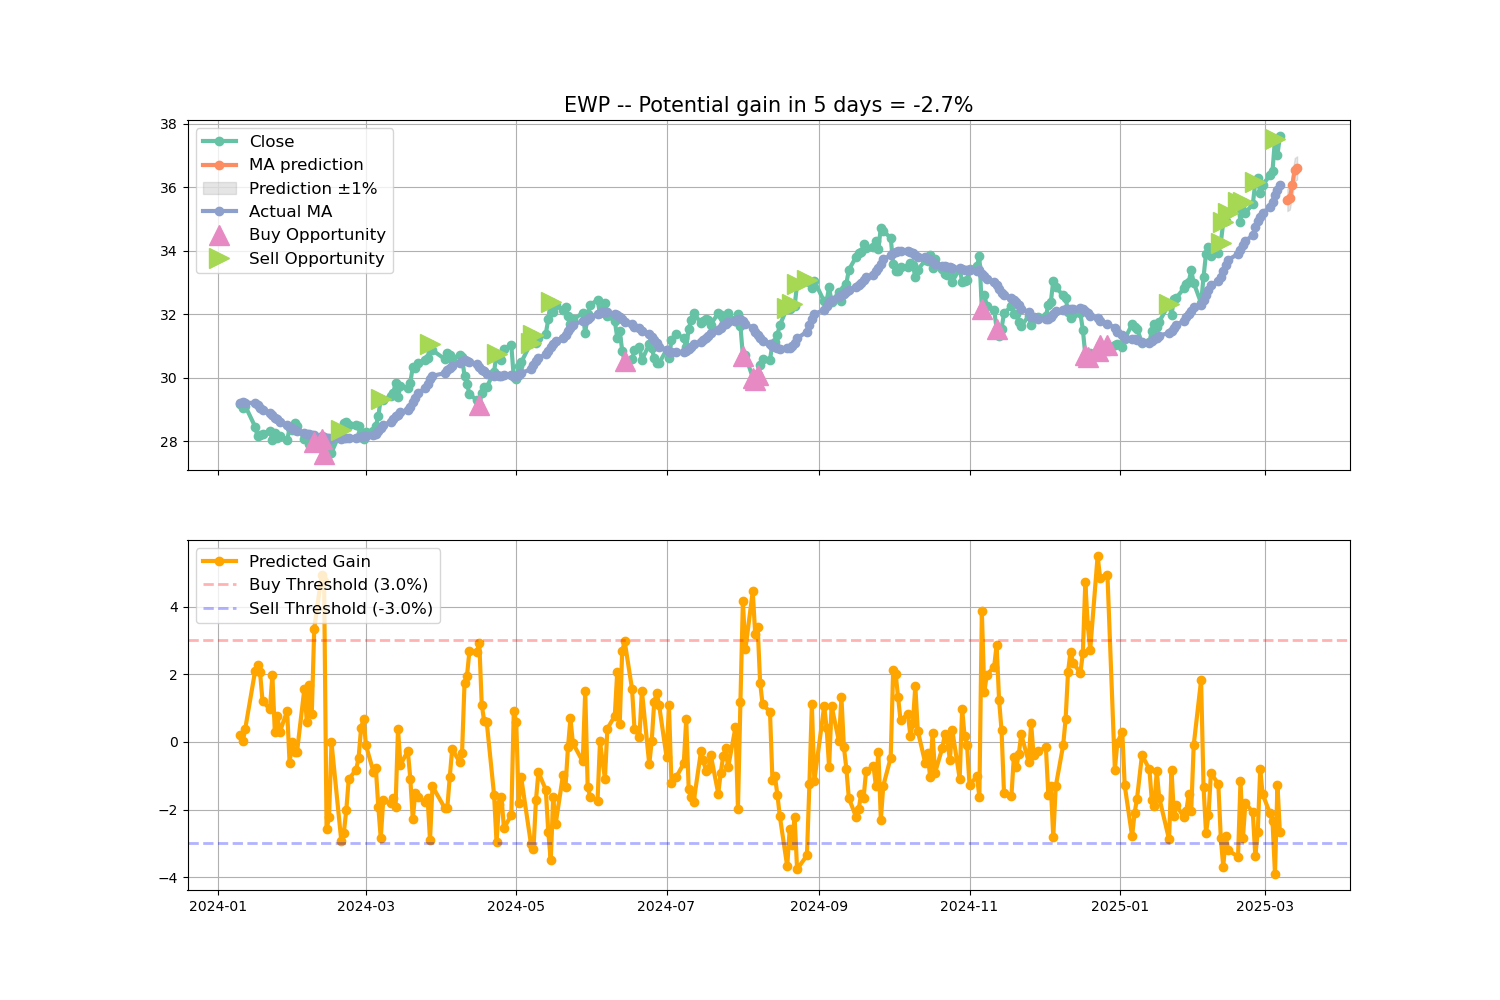 EWP -- Potential gain in 5 days = -2.7%
38
36
34
32
30
28
Close
MA prediction
Prediction ±1%
Actual MA
Buy Opportunity
Sell Opportunity
4
2
0
−2
−4
Predicted Gain
Buy Threshold (3.0%)
Sell Threshold (-3.0%)
2024-01
2024-03
2024-05
2024-07
2024-09
2024-11
2025-01
2025-03